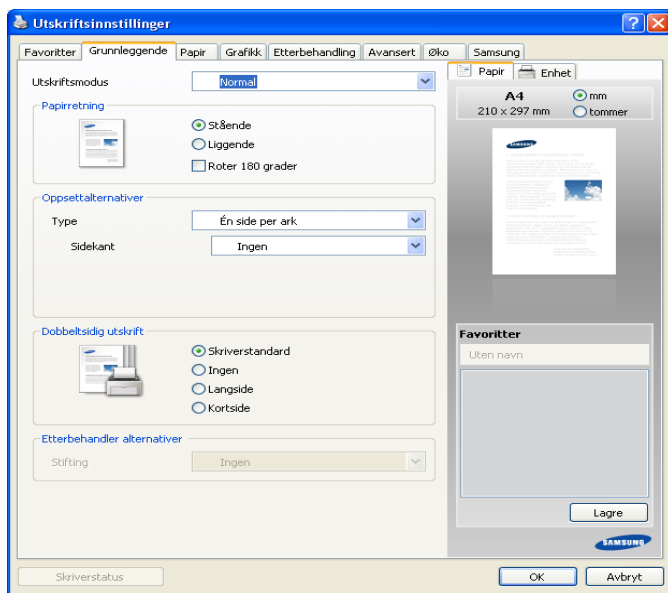 Utskriftsinnstillinger
Favoritter Grunnleggende Papir Grafikk Etterbehandling Avansert Øko Samsung
Utskriftsmodus Normal
Papirretning
Stående
Liggende
Roter 180 grader
Oppsettalternativer
Type Én side per ark
Sidekant Ingen
Dobbeltsidig utskrift
Skriverstandard
Ingen
Langside
Kortside
Etterbehandler alternativer
Stifting Ingen
Papir Enhet
A4 mm
210 x 297 mm tommer
SAMSUNG
Favoritter
Uten navn
Lagre
SAMSUNG
Skriverstatus OK Avbryt